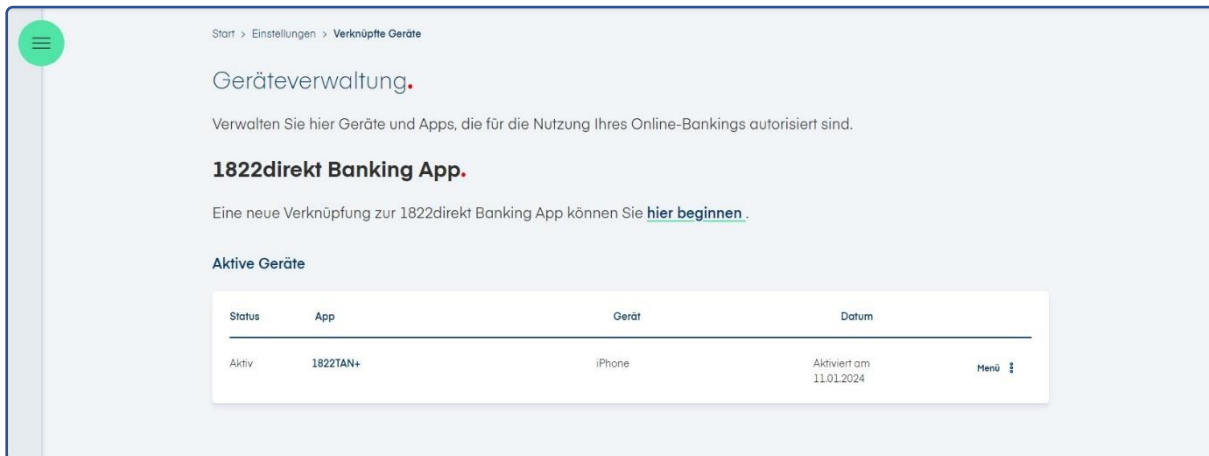 Start > Einstellungen > Verknüpfte Geräte
Geräteverwaltung.
Verwalten Sie hier Geräte und Apps, die für die Nutzung Ihres Online-Bankings autorisiert sind.
1822direkt Banking App.
Eine neue Verknüpfung zur 1822direkt Banking App können Sie hier beginnen .
Aktive Geräte
Status App Gerät Datum
Aktiv 1822TAN+ iPhone Aktiviert am Menü
11.01.2024